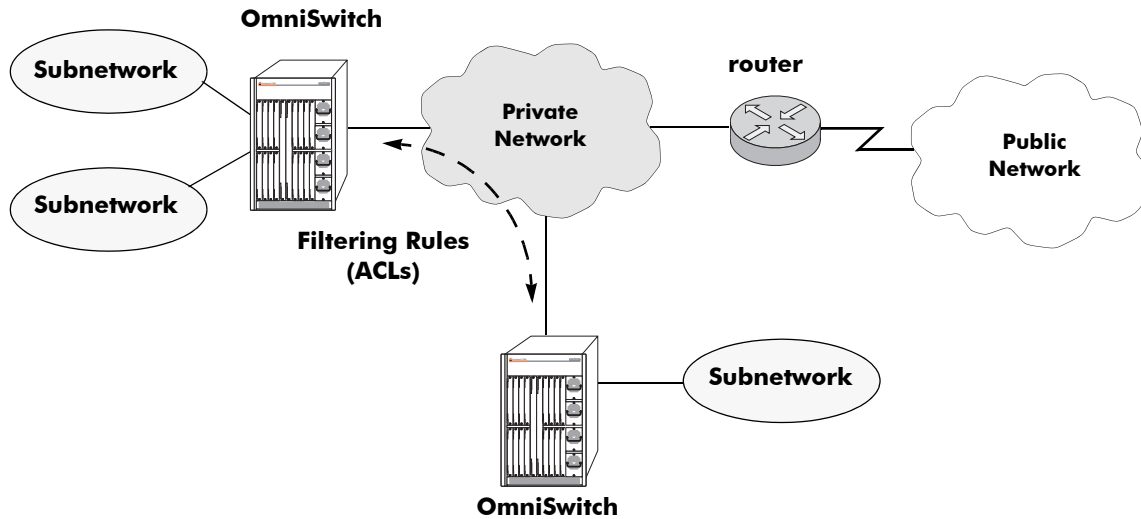 OmniSwitch
Subnetwork
router
Private
Network
Public
Network
Subnetwork
Filtering Rules
(ACLs)
Subnetwork
OmniSwitch